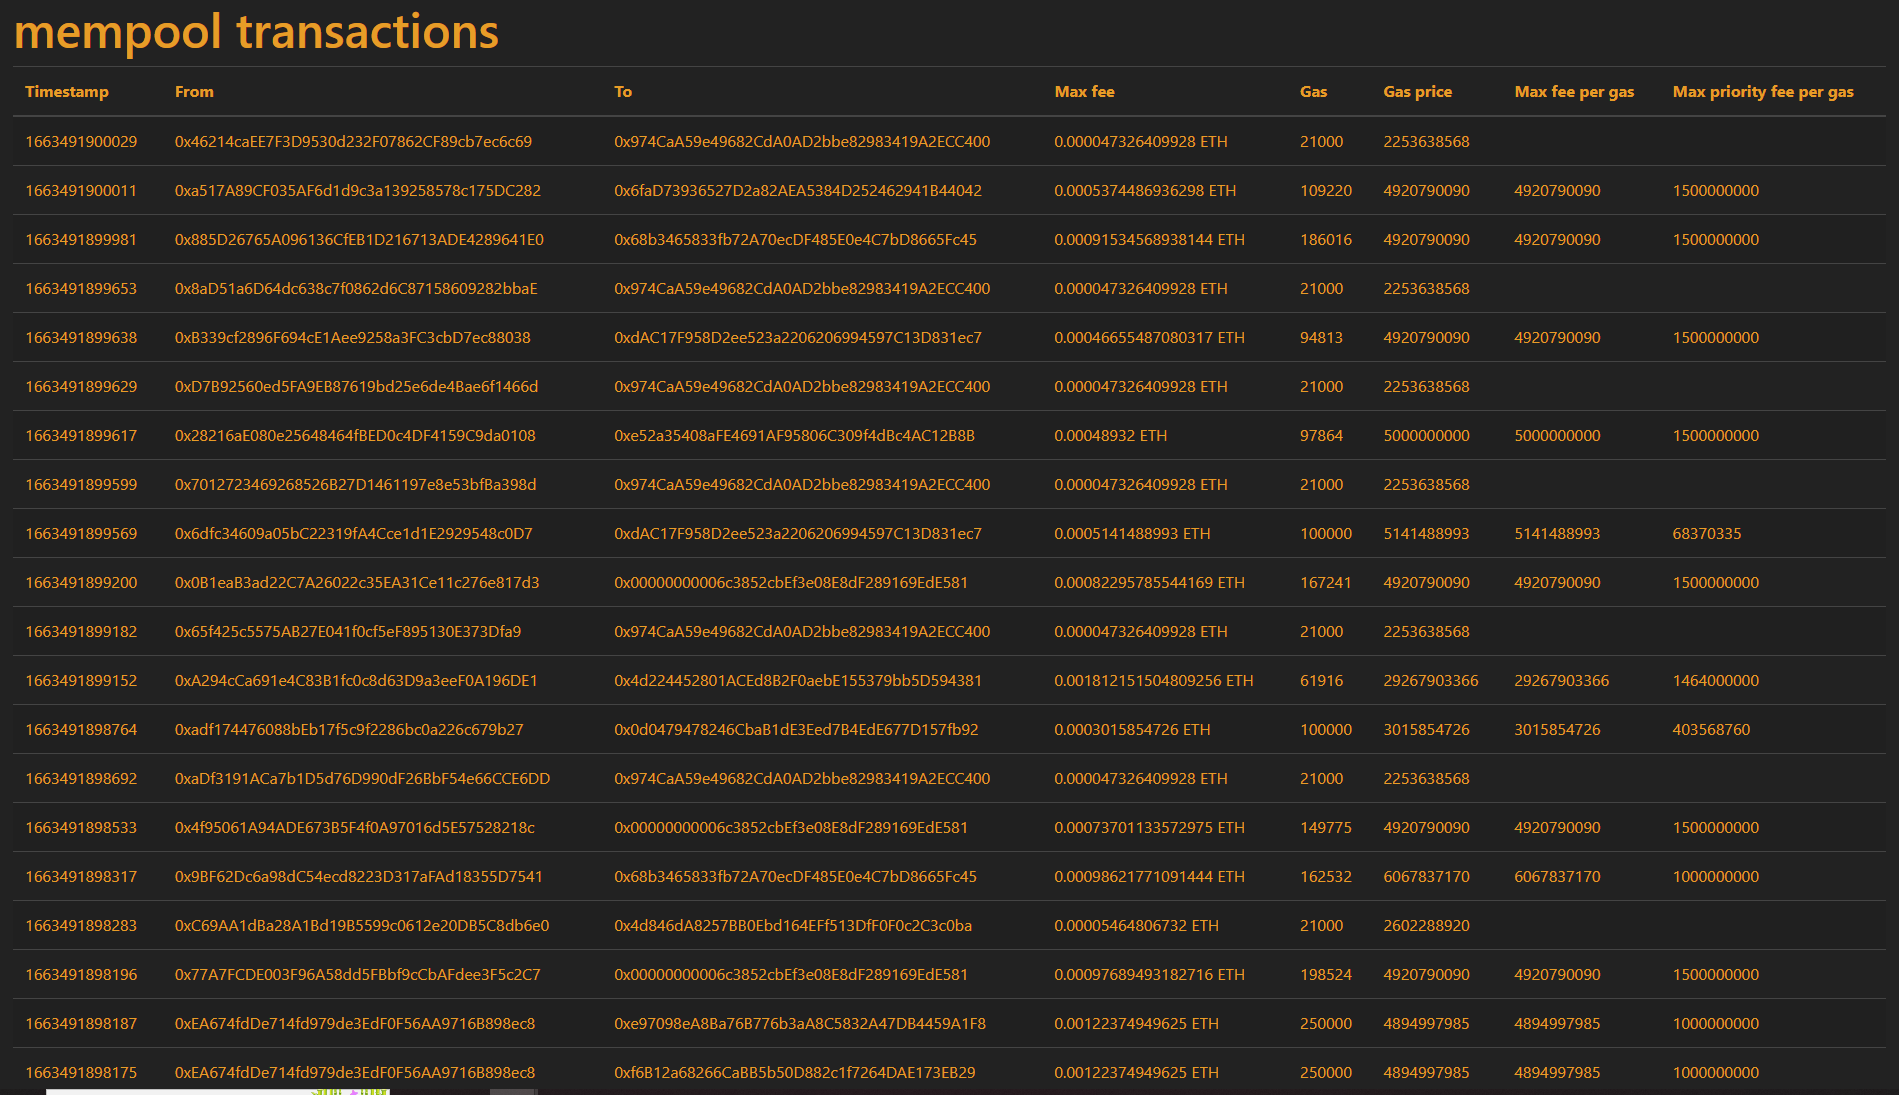 mempool transactions
Timestamp From To Max fee Gas Gas price Max fee per gas Max priority fee per gas
1663491900029 0x46214caEE7F3D9530d232F07862CF89cb7ec6c69 0x974CaA59e49682CdA0AD2bbe82983419A2ECC400 0.000047326409928 ETH 21000 2253638568
1663491900011 0xa517A89CF035AF6d1d9c3a139258578c175DC282 0x6faD73936527D2a82AEA5384D252462941B44042 0.0005374486936298 ETH 109220 4920790090 4920790090 1500000000
1663491899981 0x885D26765A096136CfEB1D216713ADE4289641E0 0x68b3465833fb72A70ecDF485E0e4C7bD8665Fc45 0.00091534568938144 ETH 186016 4920790090 4920790090 1500000000
1663491899653 0x8aD51a6D64dc638c7f0862d6C87158609282bbaE 0x974CaA59e49682CdA0AD2bbe82983419A2ECC400 0.000047326409928 ETH 21000 2253638568
1663491899638 0xB339cf2896F694cE1Aee9258a3FC3cbD7ec88038 0xdAC17F958D2ee523a2206206994597C13D831ec7 0.00046655487080317 ETH 94813 4920790090 4920790090 1500000000
1663491899629 0xD7B92560ed5FA9EB87619bd25e6de4Bae6f1466d 0x974CaA59e49682CdA0AD2bbe82983419A2ECC400 0.000047326409928 ETH 21000 2253638568
1663491899617 0x28216aE080e25648464fBED0c4DF4159C9da0108 0xe52a35408aFE4691AF95806C309f4dBc4AC12B8B 0.00048932 ETH 97864 5000000000 5000000000 1500000000
1663491899599 0x7012723469268526B27D1461197e8e53bfBa398d 0x974CaA59e49682CdA0AD2bbe82983419A2ECC400 0.000047326409928 ETH 21000 2253638568
1663491899569 0x6dfc34609a05bC22319fA4Cce1d1E2929548c0D7 0xdAC17F958D2ee523a2206206994597C13D831ec7 0.0005141488993 ETH 100000 5141488993 5141488993 68370335
1663491899200 0x0B1eaB3ad22C7A26022c35EA31Ce11c276e817d3 0x00000000006c3852cbEf3e08E8dF289169EdE581 0.00082295785544169 ETH 167241 4920790090 4920790090 1500000000
1663491899182 0x65f425c5575AB27E041f0cf5eF895130E373Dfa9 0x974CaA59e49682CdA0AD2bbe82983419A2ECC400 0.000047326409928 ETH 21000 2253638568
1663491899152 0xA294cCa691e4C83B1fc0c8d63D9a3eeF0A196DE1 0x4d224452801ACEd8B2F0aebE155379bb5D594381 0.001812151504809256 ETH 61916 29267903366 29267903366 1464000000
1663491898764 0xadf174476088bEb17f5c9f2286bc0a226c679b27 0x0d0479478246CbaB1dE3Eed7B4EdE677D157fb92 0.0003015854726 ETH 100000 3015854726 3015854726 403568760
1663491898692 0xaDf3191ACa7b1D5d76D990dF26BbF54e66CCE6DD 0x974CaA59e49682CdA0AD2bbe82983419A2ECC400 0.000047326409928 ETH 21000 2253638568
1663491898533 0x4f95061A94ADE673B5F4f0A97016d5E57528218c 0x00000000006c3852cbEf3e08E8dF289169EdE581 0.00073701133572975 ETH 149775 4920790090 4920790090 1500000000
1663491898317 0x9BF62Dc6a98dC54ecd8223D317aFAd18355D7541 0x68b3465833fb72A70ecDF485E0e4C7bD8665Fc45 0.00098621771091444 ETH 162532 6067837170 6067837170 1000000000
1663491898283 0xC69AA1dBa28A1Bd19B5599c0612e20DB5C8db6e0 0x4d846dA8257BB0Ebd164EFf513DfF0F0c2C3c0ba 0.00005464806732 ETH 21000 2602288920
1663491898196 0x77A7FCDE003F96A58dd5FBbf9cCbAFdee3F5c2C7 0x00000000006c3852cbEf3e08E8dF289169EdE581 0.00097689493182716 ETH 198524 4920790090 4920790090 1500000000
1663491898187 0xEA674fdDe714fd979de3EdF0F56AA9716B898ec8 0xe97098eA8Ba76B776b3aA8C5832A47DB4459A1F8 0.00122374949625 ETH 250000 4894997985 4894997985 1000000000
1663491898175 0xEA674fdDe714fd979de3EdF0F56AA9716B898ec8 0xf6B12a68266CaBB5b50D882c1f7264DAE173EB29 0.00122374949625 ETH 250000 4894997985 4894997985 1000000000